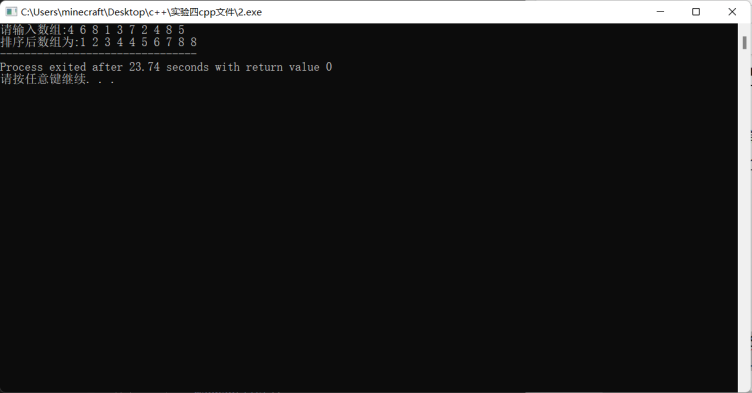 C:\Users\minecraft\Desktop\c++\实验四cpp文件\2.exe
请输入数组:4 6 8 1 3 7 2 4 8 5
排序后数组为:1 2 3 4 4 5 6 7 8 8
--------------------------------
Process exited after 23.74 seconds with return value 0
请按任意键继续. . .